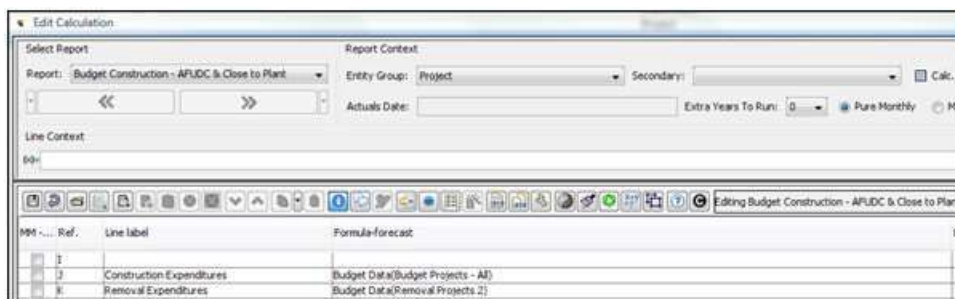 Edit Calculation
Select Report
Report Context
Report: Budget Construction - AFUDC & Close to Plant
Entity Group: Project
Secondary:
Calc.
Actuals Date:
Extra Years To Run: 0
Pure Monthly
M
Line Context
Editing Budget Construction - AFUDC & Close to Plan
MM -... Ref. Line label Formula-forecast
I
J Construction Expenditures Budget Data(Budget Projects - All)
K Removal Expenditures Budget Data(Removal Projects 2)